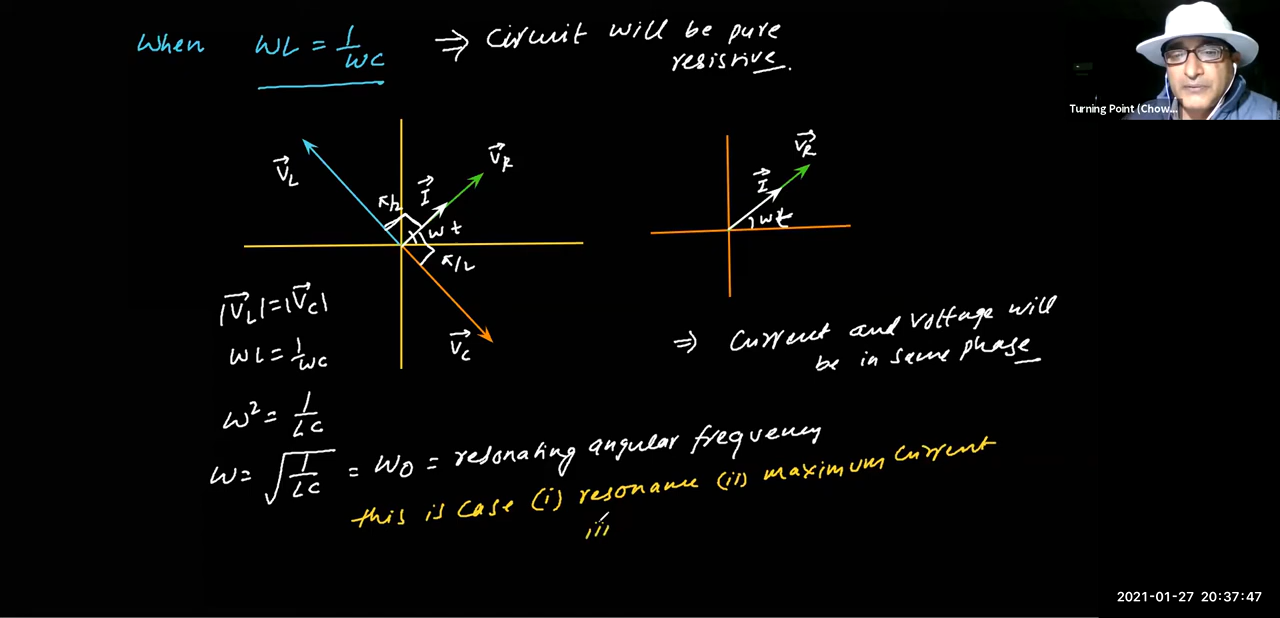 When ωL = 1/ωC ⇒ Circuit will be pure
resistive.
Turning Point (Chow...
V⃗L
V⃗R
I⃗
π/2
ωt
π/2
V⃗C
V⃗R
I⃗
ωt
|V⃗L| = |V⃗C|
ωL = 1/ωC
⇒ Current and voltage will
be in same phase
ω² = 1/LC
ω = √(1/LC) = ω0 = resonating angular frequency
this is case (i) resonance (ii) maximum current
iii
2021-01-27 20:37:47